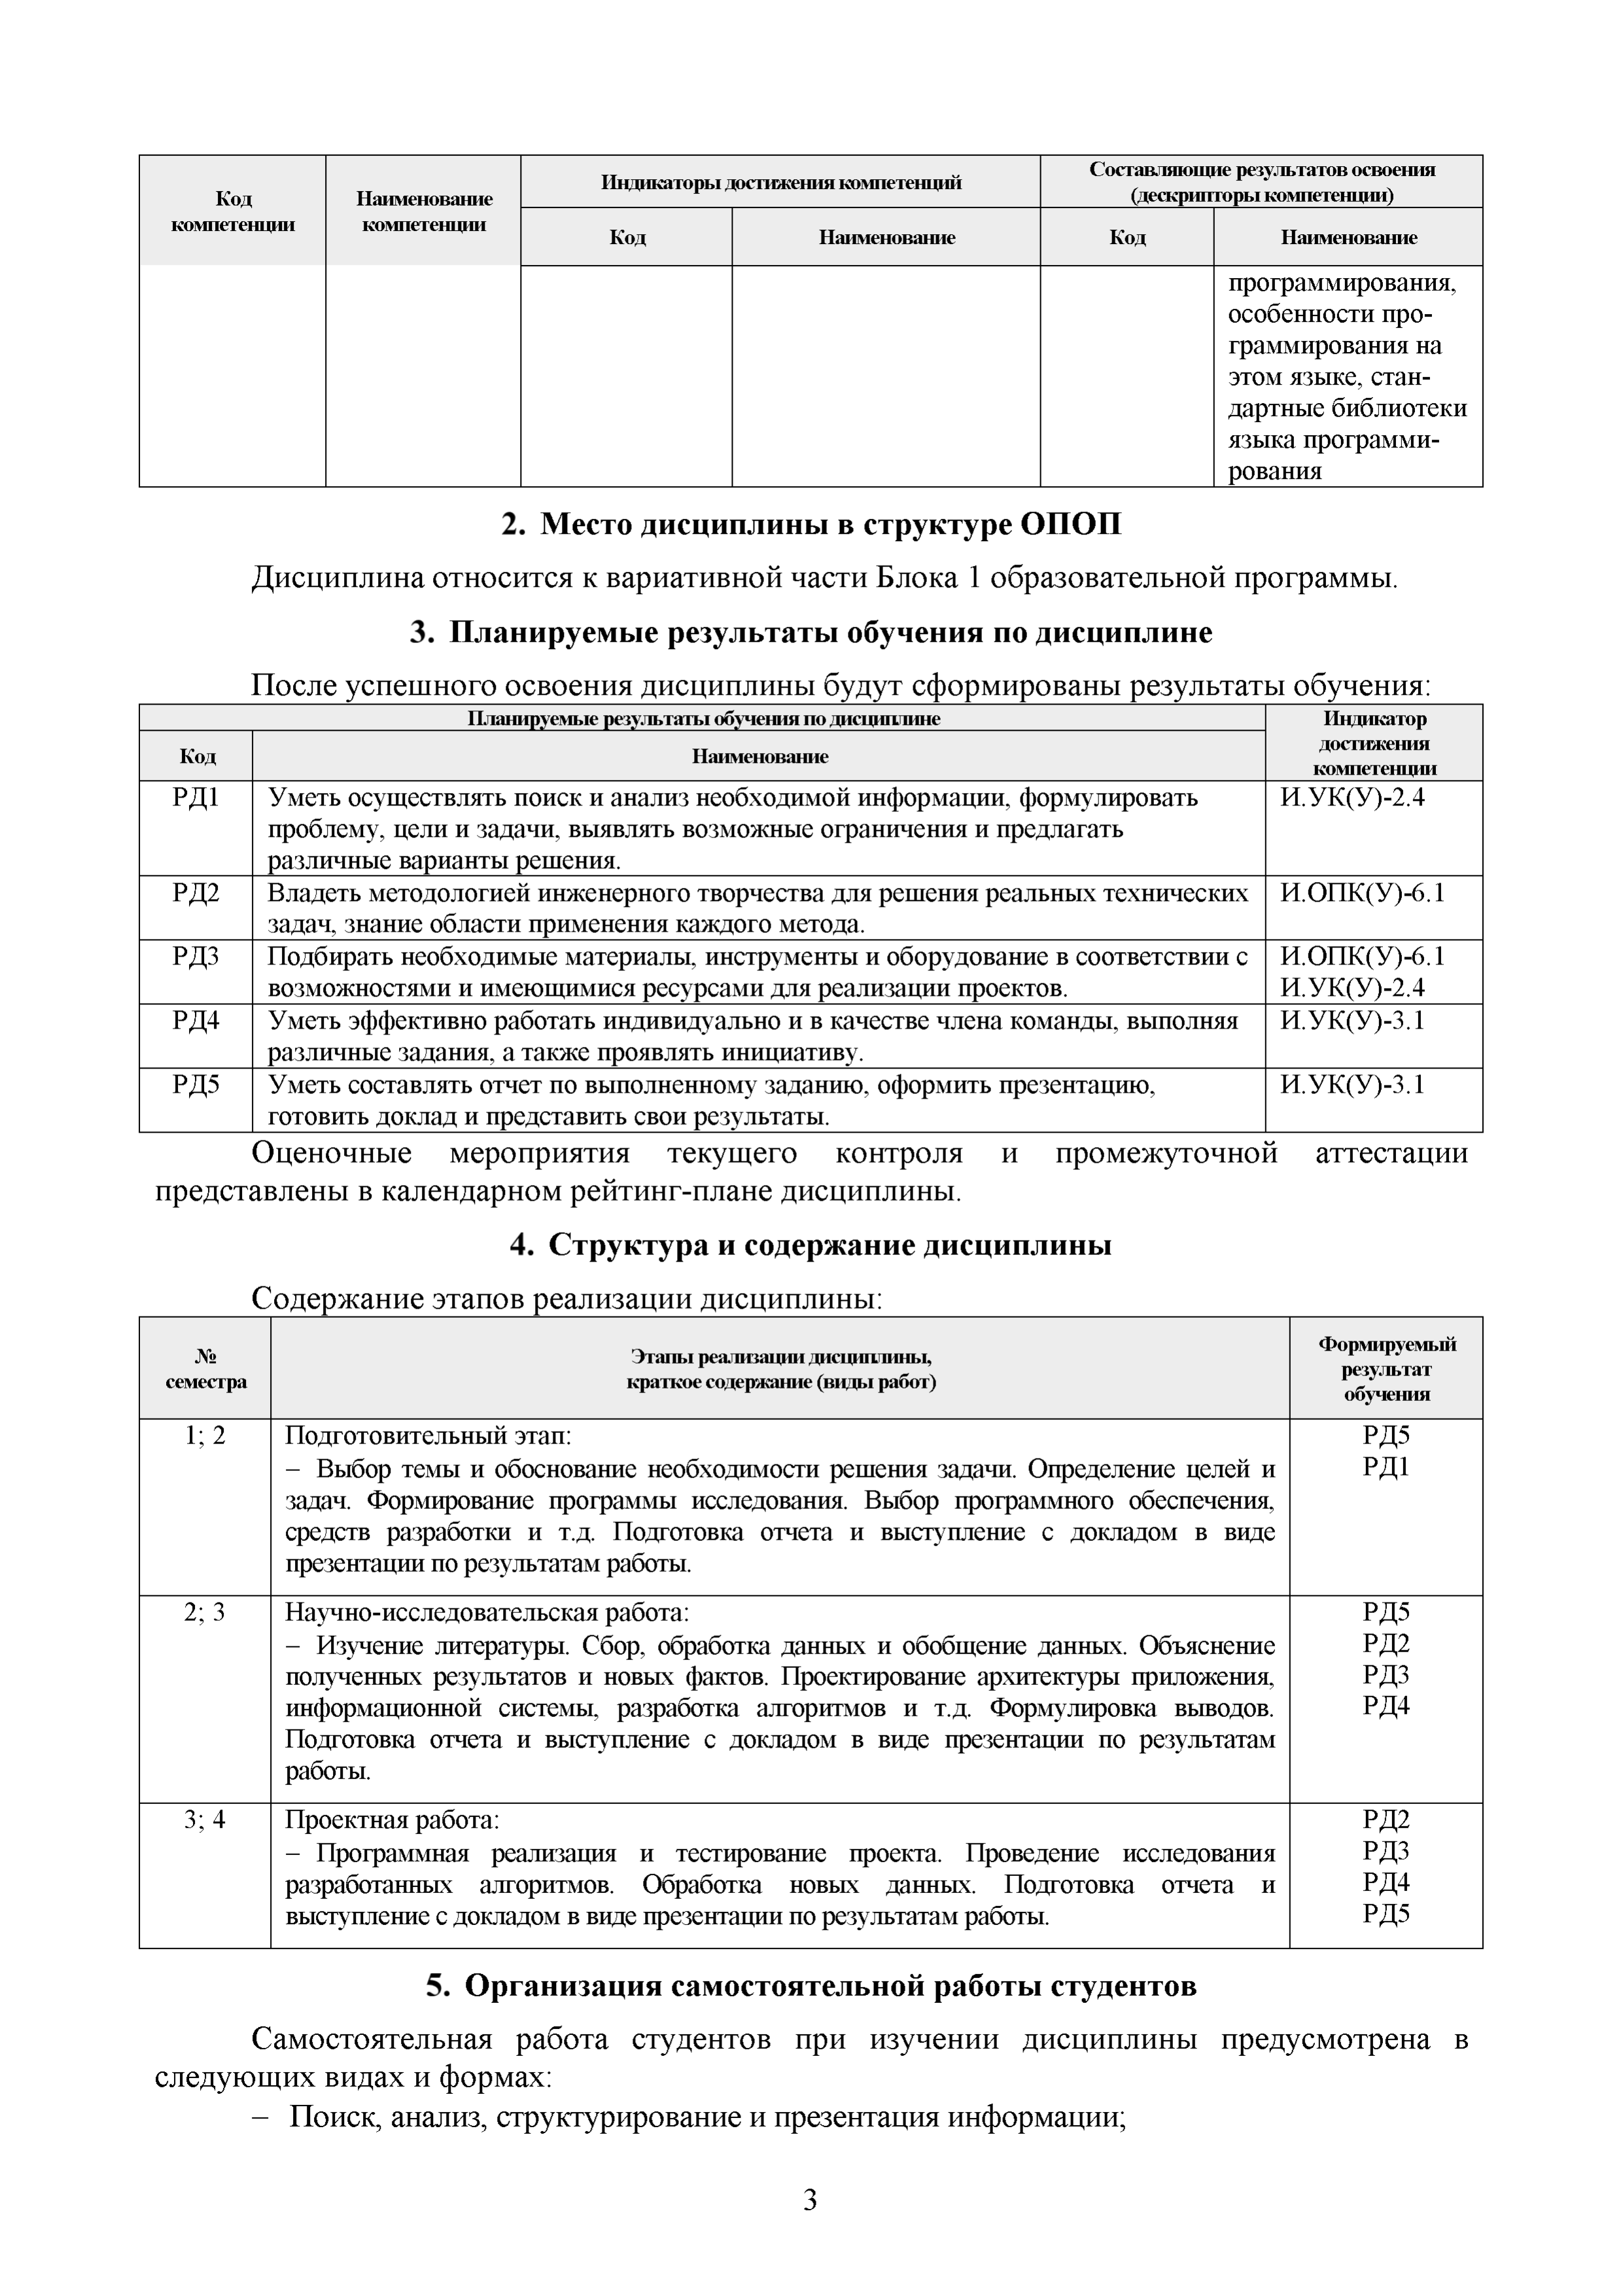 Код компетенции
Наименование компетенции
Индикаторы достижения компетенций
Составляющие результатов освоения
(дескрипторы компетенции)
Код
Наименование
Код
Наименование
программирования,
особенности про-
граммирования на
этом языке, стан-
дартные библиотеки
языка программи-
рования
2. Место дисциплины в структуре ОПОП
Дисциплина относится к вариативной части Блока 1 образовательной программы.
3. Планируемые результаты обучения по дисциплине
После успешного освоения дисциплины будут сформированы результаты обучения:
Планируемые результаты обучения по дисциплине
Индикатор
достижения
компетенции
Код
Наименование
РД1
Уметь осуществлять поиск и анализ необходимой информации, формулировать
проблему, цели и задачи, выявлять возможные ограничения и предлагать
различные варианты решения.
И.УК(У)-2.4
РД2
Владеть методологией инженерного творчества для решения реальных технических
задач, знание области применения каждого метода.
И.ОПК(У)-6.1
РД3
Подбирать необходимые материалы, инструменты и оборудование в соответствии с
возможностями и имеющимися ресурсами для реализации проектов.
И.ОПК(У)-6.1
И.УК(У)-2.4
РД4
Уметь эффективно работать индивидуально и в качестве члена команды, выполняя
различные задания, а также проявлять инициативу.
И.УК(У)-3.1
РД5
Уметь составлять отчет по выполненному заданию, оформить презентацию,
готовить доклад и представить свои результаты.
И.УК(У)-3.1
Оценочные мероприятия текущего контроля и промежуточной аттестации
представлены в календарном рейтинг-плане дисциплины.
4. Структура и содержание дисциплины
Содержание этапов реализации дисциплины:
№
семестра
Этапы реализации дисциплины,
краткое содержание (виды работ)
Формируемый
результат
обучения
1; 2
Подготовительный этап:
– Выбор темы и обоснование необходимости решения задачи. Определение целей и
задач. Формирование программы исследования. Выбор программного обеспечения,
средств разработки и т.д. Подготовка отчета и выступление с докладом в виде
презентации по результатам работы.
РД5
РД1
2; 3
Научно-исследовательская работа:
– Изучение литературы. Сбор, обработка данных и обобщение данных. Объяснение
полученных результатов и новых фактов. Проектирование архитектуры приложения,
информационной системы, разработка алгоритмов и т.д. Формулировка выводов.
Подготовка отчета и выступление с докладом в виде презентации по результатам
работы.
РД5
РД2
РД3
РД4
3; 4
Проектная работа:
– Программная реализация и тестирование проекта. Проведение исследования
разработанных алгоритмов. Обработка новых данных. Подготовка отчета и
выступление с докладом в виде презентации по результатам работы.
РД2
РД3
РД4
РД5
5. Организация самостоятельной работы студентов
Самостоятельная работа студентов при изучении дисциплины предусмотрена в
следующих видах и формах:
– Поиск, анализ, структурирование и презентация информации;
3